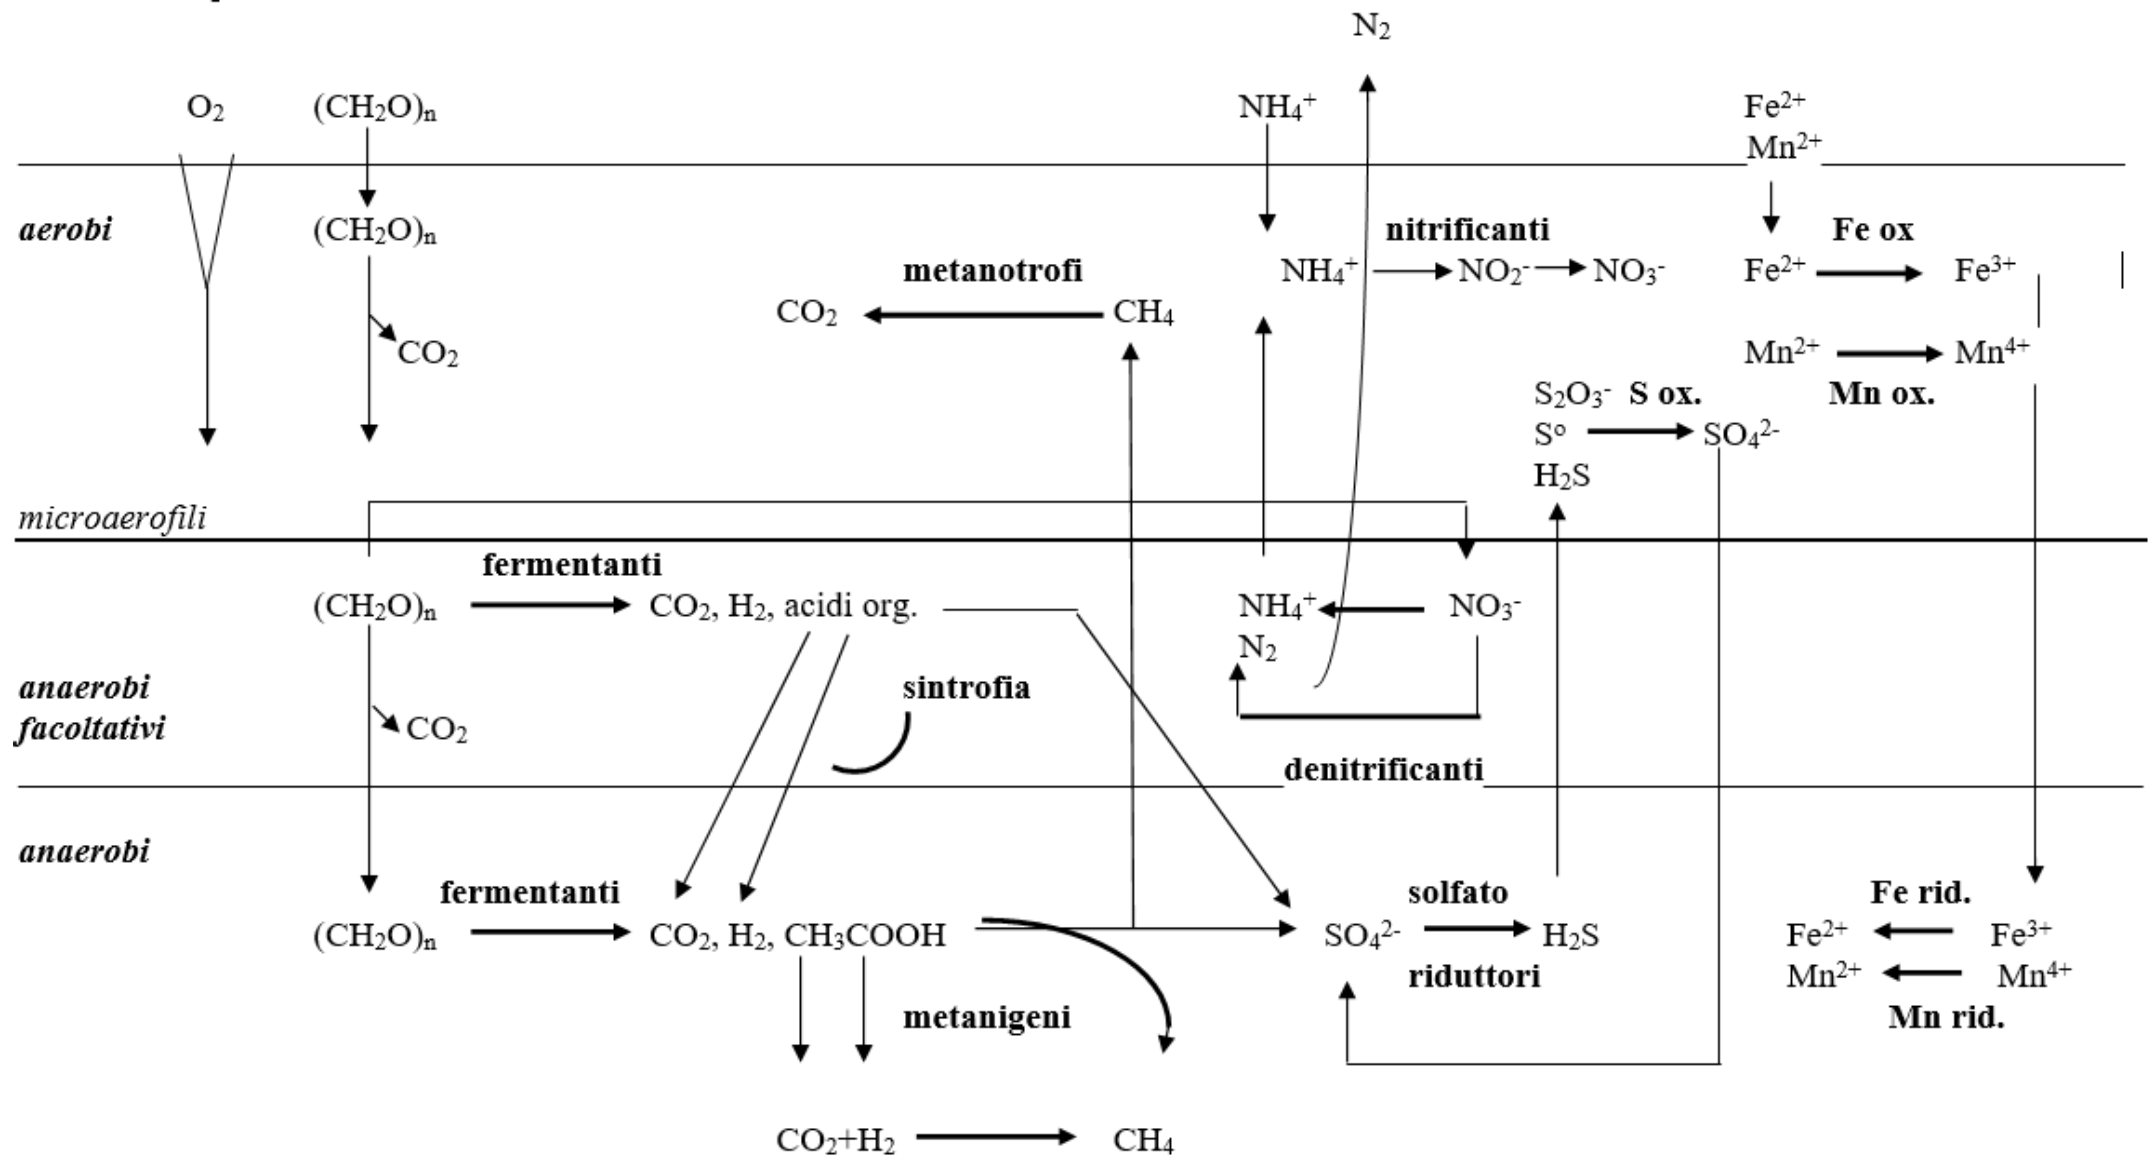 N₂
O₂ (CH₂O)ₙ NH₄⁺ Fe²⁺
Mn²⁺
aerobi (CH₂O)ₙ nitrificanti Fe ox
metanotrofi NH₄⁺ NO₂⁻ NO₃⁻ Fe²⁺ Fe³⁺
CO₂ CH₄
CO₂ Mn²⁺ Mn⁴⁺
S₂O₃⁻ S ox. Mn ox.
S° SO₄²⁻
H₂S
microaerofili
fermentanti
(CH₂O)ₙ CO₂, H₂, acidi org. NH₄⁺ NO₃⁻
N₂
anaerobi sintrofia
facoltativi CO₂
denitrificanti
anaerobi
fermentanti solfato Fe rid.
(CH₂O)ₙ CO₂, H₂, CH₃COOH SO₄²⁻ H₂S Fe²⁺ Fe³⁺
riduttori Mn²⁺ Mn⁴⁺
metanigeni Mn rid.
CO₂+H₂ CH₄